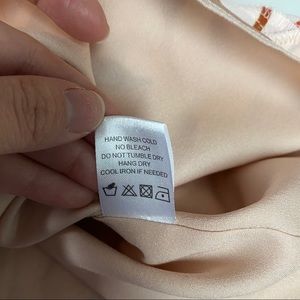 HAND WASH COLD
NO BLEACH
DO NOT TUMBLE DRY
HANG DRY
COOL IRON IF NEEDED